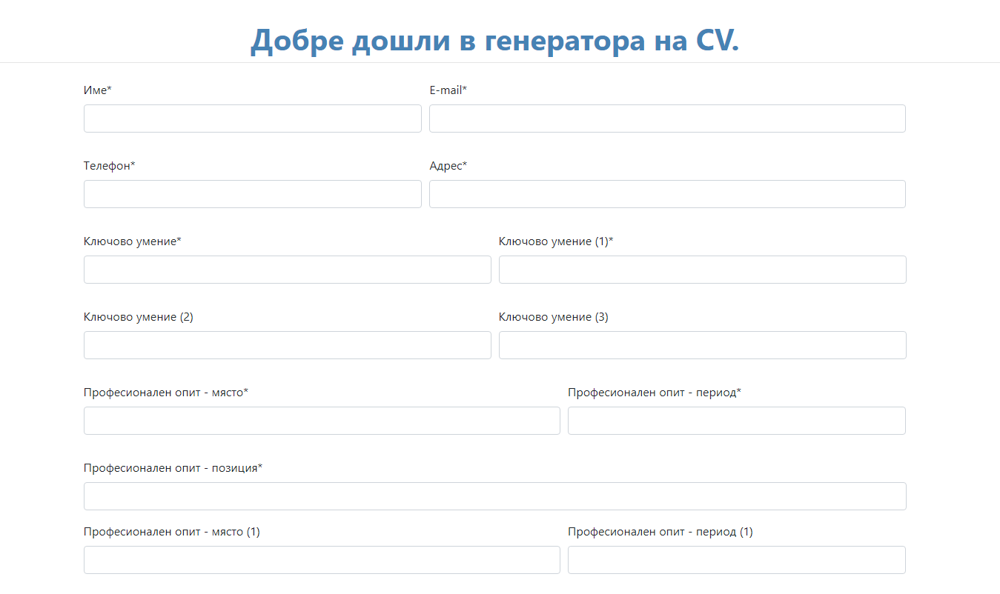 Добре дошли в генератора на CV.
Име* E-mail*
Телефон* Адрес*
Ключово умение* Ключово умение (1)*
Ключово умение (2) Ключово умение (3)
Професионален опит - място* Професионален опит - период*
Професионален опит - позиция*
Професионален опит - място (1) Професионален опит - период (1)